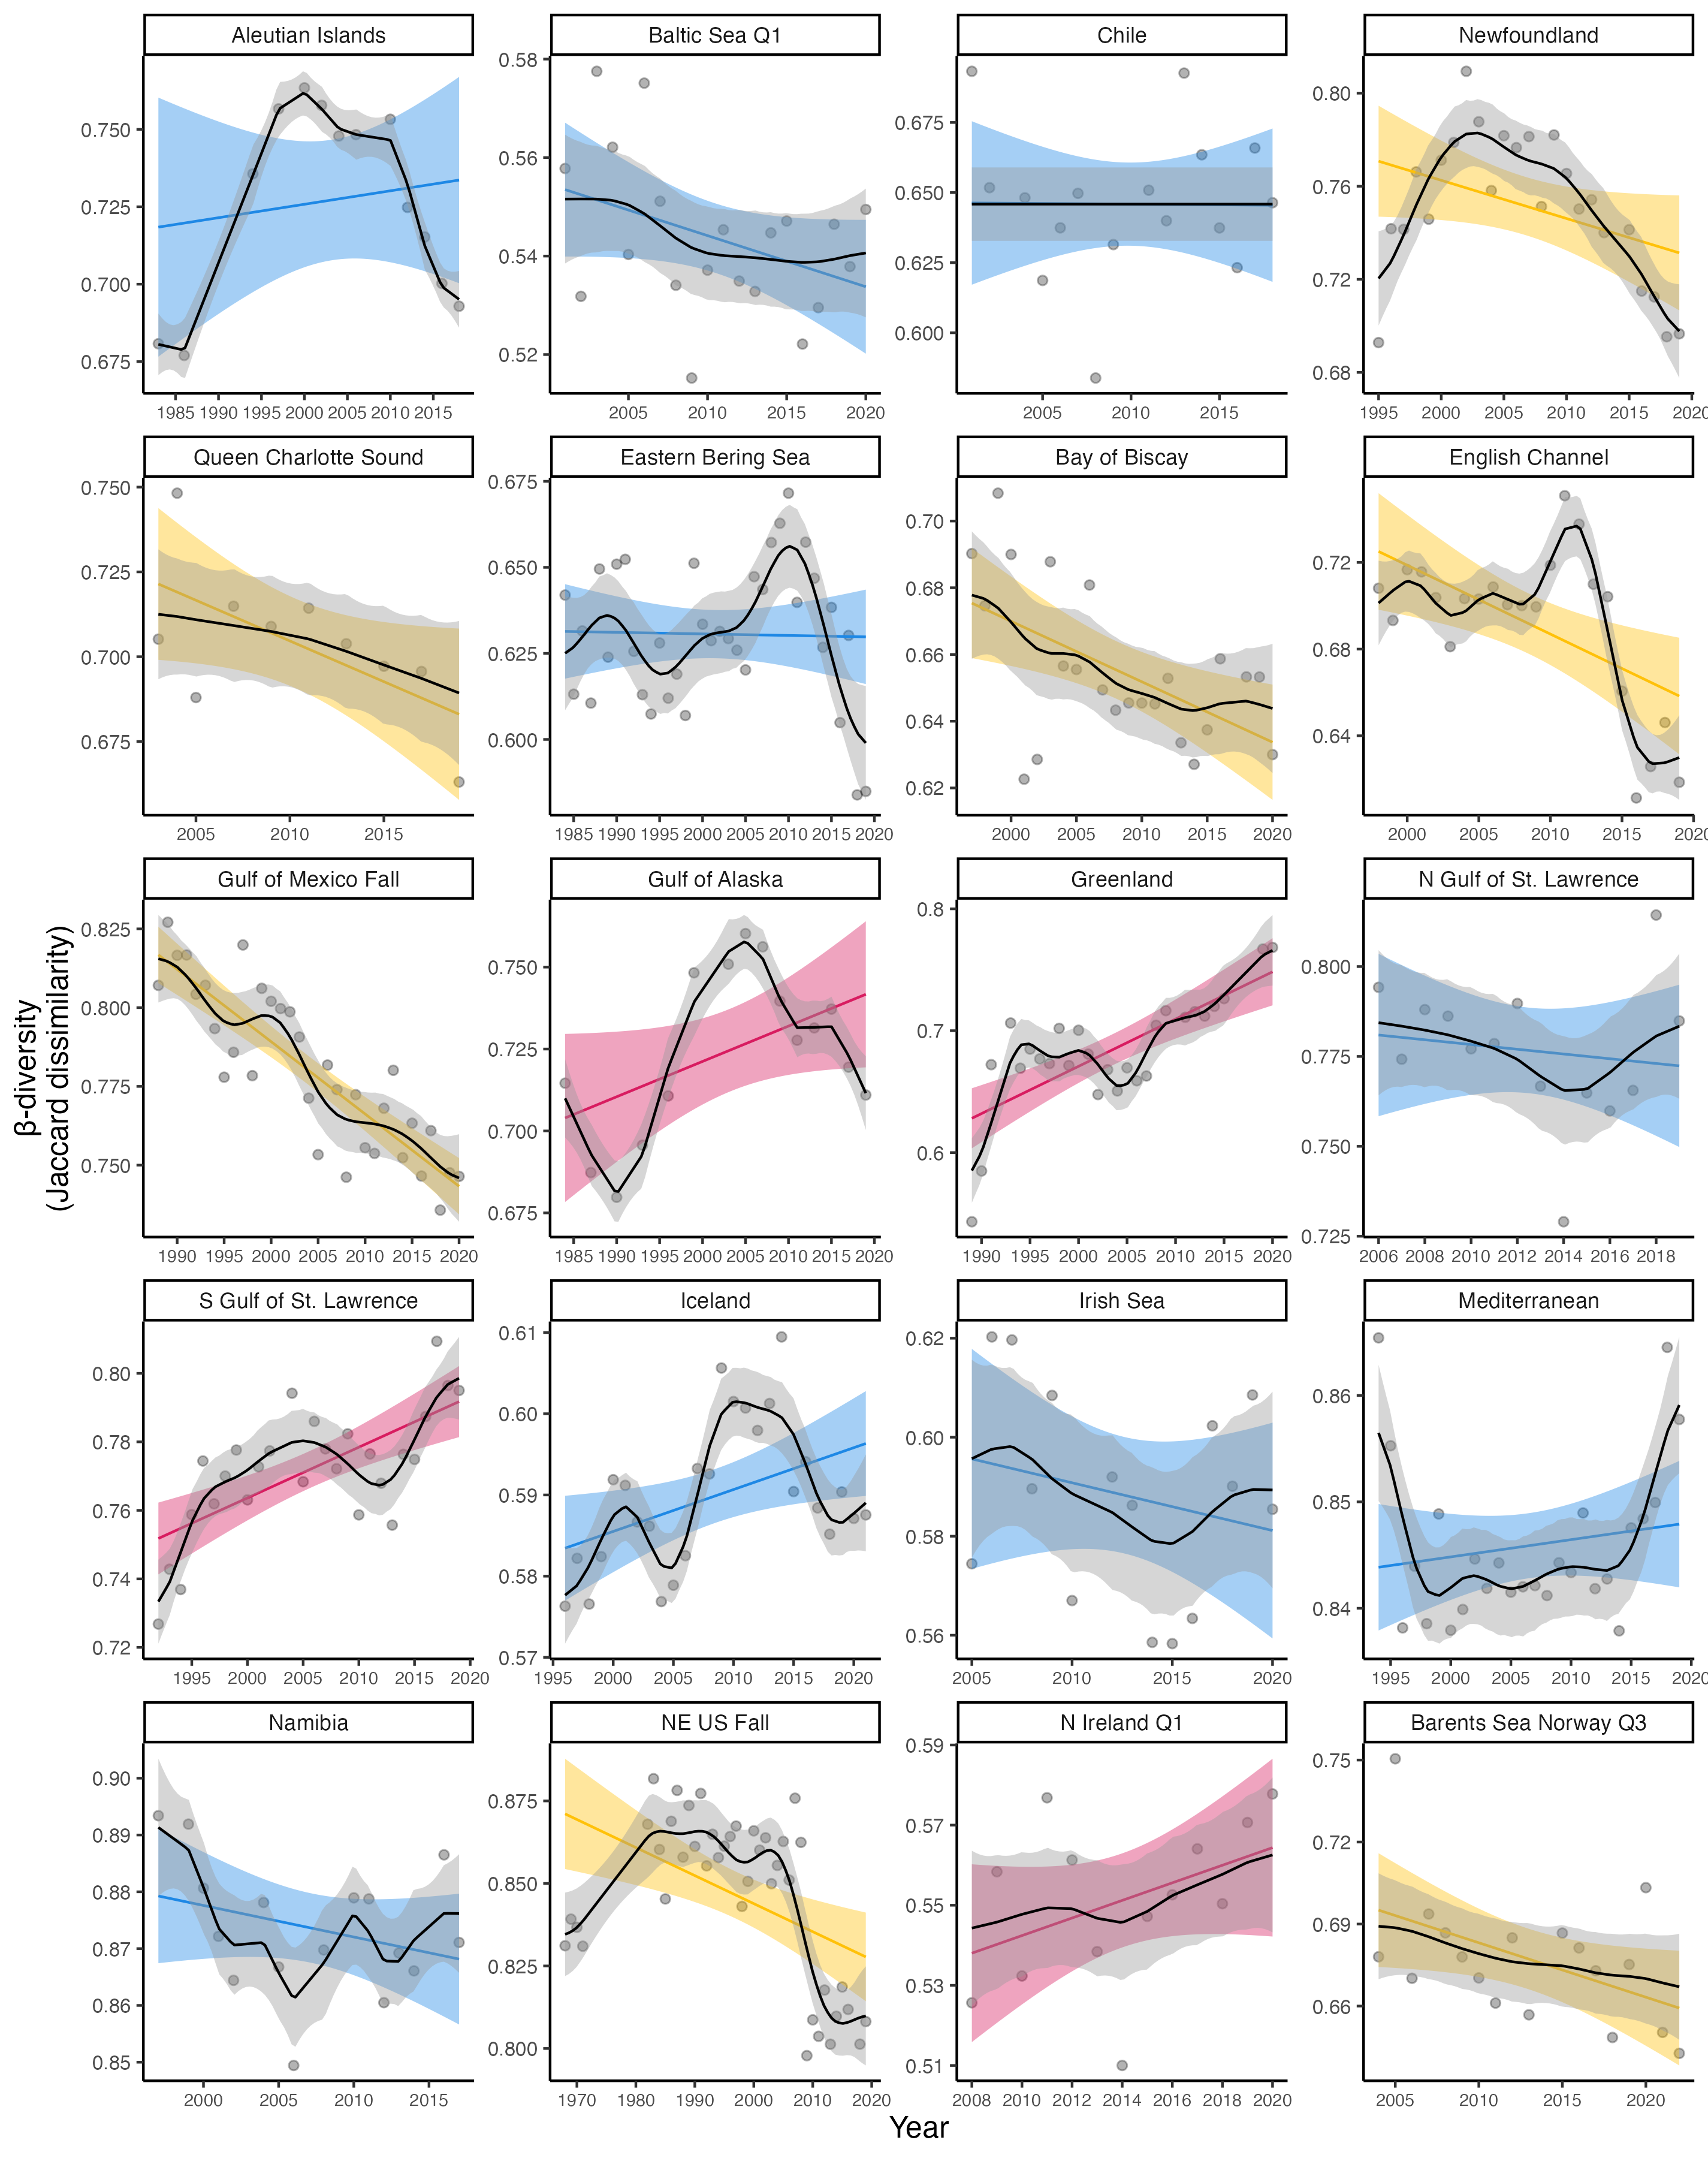 Aleutian Islands
Baltic Sea Q1
Chile
Newfoundland
0.750
0.725
0.700
0.675
0.58
0.56
0.54
0.52
0.675
0.650
0.625
0.600
0.80
0.76
0.72
0.68
1985 1990 1995 2000 2005 2010 2015
2005 2010 2015 2020
2005 2010 2015
1995 2000 2005 2010 2015 2020
Queen Charlotte Sound
Eastern Bering Sea
Bay of Biscay
English Channel
0.750
0.725
0.700
0.675
0.675
0.650
0.625
0.600
0.70
0.68
0.66
0.64
0.62
0.72
0.68
0.64
2005 2010 2015
1985 1990 1995 2000 2005 2010 2015 2020
2000 2005 2010 2015 2020
2000 2005 2010 2015 2020
Gulf of Mexico Fall
Gulf of Alaska
Greenland
N Gulf of St. Lawrence
0.825
0.800
0.775
0.750
0.750
0.725
0.700
0.675
0.8
0.7
0.6
0.800
0.775
0.750
0.725
1990 1995 2000 2005 2010 2015 2020
1985 1990 1995 2000 2005 2010 2015 2020
1990 1995 2000 2005 2010 2015 2020
2006 2008 2010 2012 2014 2016 2018
β-diversity
(Jaccard dissimilarity)
S Gulf of St. Lawrence
Iceland
Irish Sea
Mediterranean
0.80
0.78
0.76
0.74
0.72
0.61
0.60
0.59
0.58
0.57
0.62
0.60
0.58
0.56
0.86
0.85
0.84
1995 2000 2005 2010 2015 2020
1995 2000 2005 2010 2015 2020
2005 2010 2015 2020
1995 2000 2005 2010 2015 2020
Namibia
NE US Fall
N Ireland Q1
Barents Sea Norway Q3
0.90
0.89
0.88
0.87
0.86
0.85
0.875
0.850
0.825
0.800
0.59
0.57
0.55
0.53
0.51
0.75
0.72
0.69
0.66
2000 2005 2010 2015
1970 1980 1990 2000 2010 2020
2008 2010 2012 2014 2016 2018 2020
2005 2010 2015 2020
Year